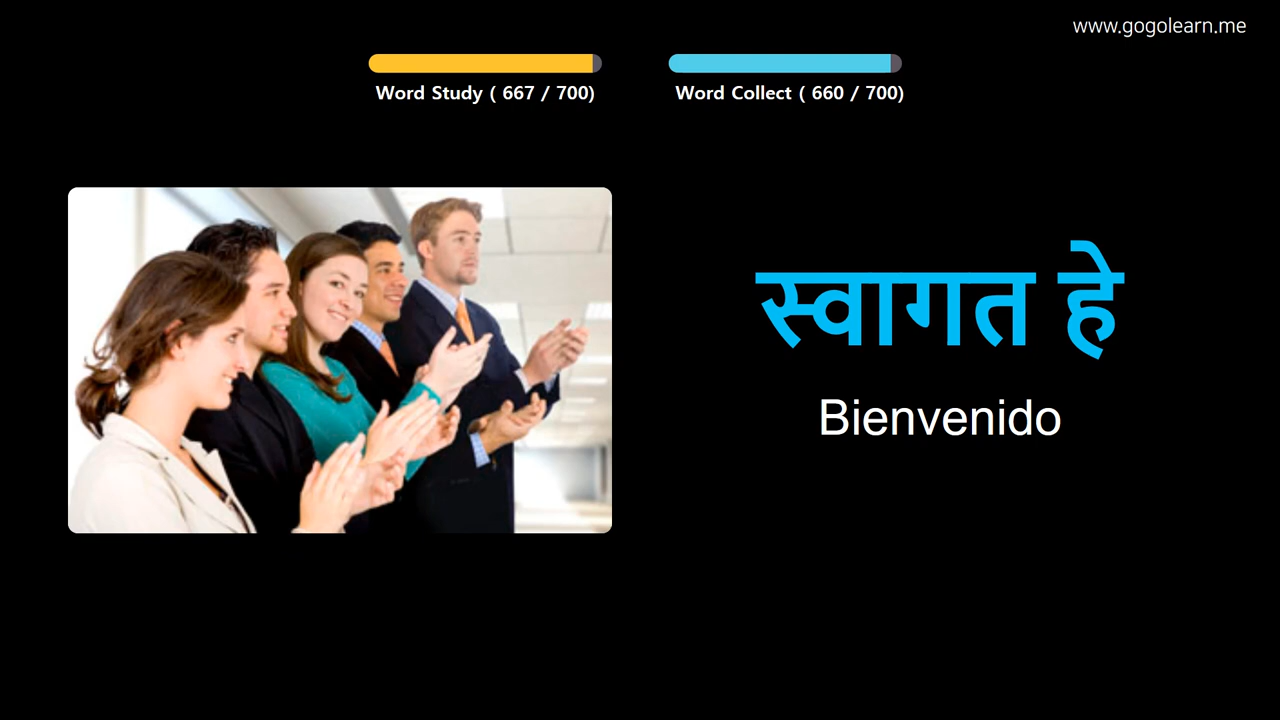 www.gogolearn.me
Word Study ( 667 / 700)
Word Collect ( 660 / 700)
स्वागत हे
Bienvenido